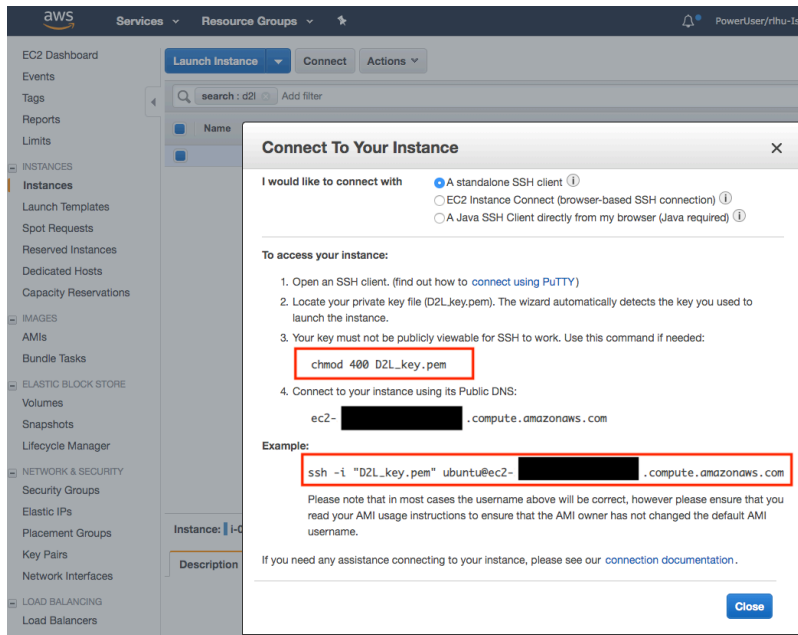 aws
Services
Resource Groups
PowerUser/rlhu-Is
EC2 Dashboard
Events
Tags
Reports
Limits
INSTANCES
Instances
Launch Templates
Spot Requests
Reserved Instances
Dedicated Hosts
Capacity Reservations
IMAGES
AMIs
Bundle Tasks
ELASTIC BLOCK STORE
Volumes
Snapshots
Lifecycle Manager
NETWORK & SECURITY
Security Groups
Elastic IPs
Placement Groups
Key Pairs
Network Interfaces
LOAD BALANCING
Load Balancers
Launch Instance
Connect
Actions
search : d2l
Add filter
Name
Instance: i-0
Description
Connect To Your Instance
I would like to connect with
A standalone SSH client
EC2 Instance Connect (browser-based SSH connection)
A Java SSH Client directly from my browser (Java required)
To access your instance:
1. Open an SSH client. (find out how to connect using PuTTY)
2. Locate your private key file (D2L_key.pem). The wizard automatically detects the key you used to
launch the instance.
3. Your key must not be publicly viewable for SSH to work. Use this command if needed:
chmod 400 D2L_key.pem
4. Connect to your instance using its Public DNS:
ec2- .compute.amazonaws.com
Example:
ssh -i "D2L_key.pem" ubuntu@ec2- .compute.amazonaws.com
Please note that in most cases the username above will be correct, however please ensure that you
read your AMI usage instructions to ensure that the AMI owner has not changed the default AMI
username.
If you need any assistance connecting to your instance, please see our connection documentation.
Close